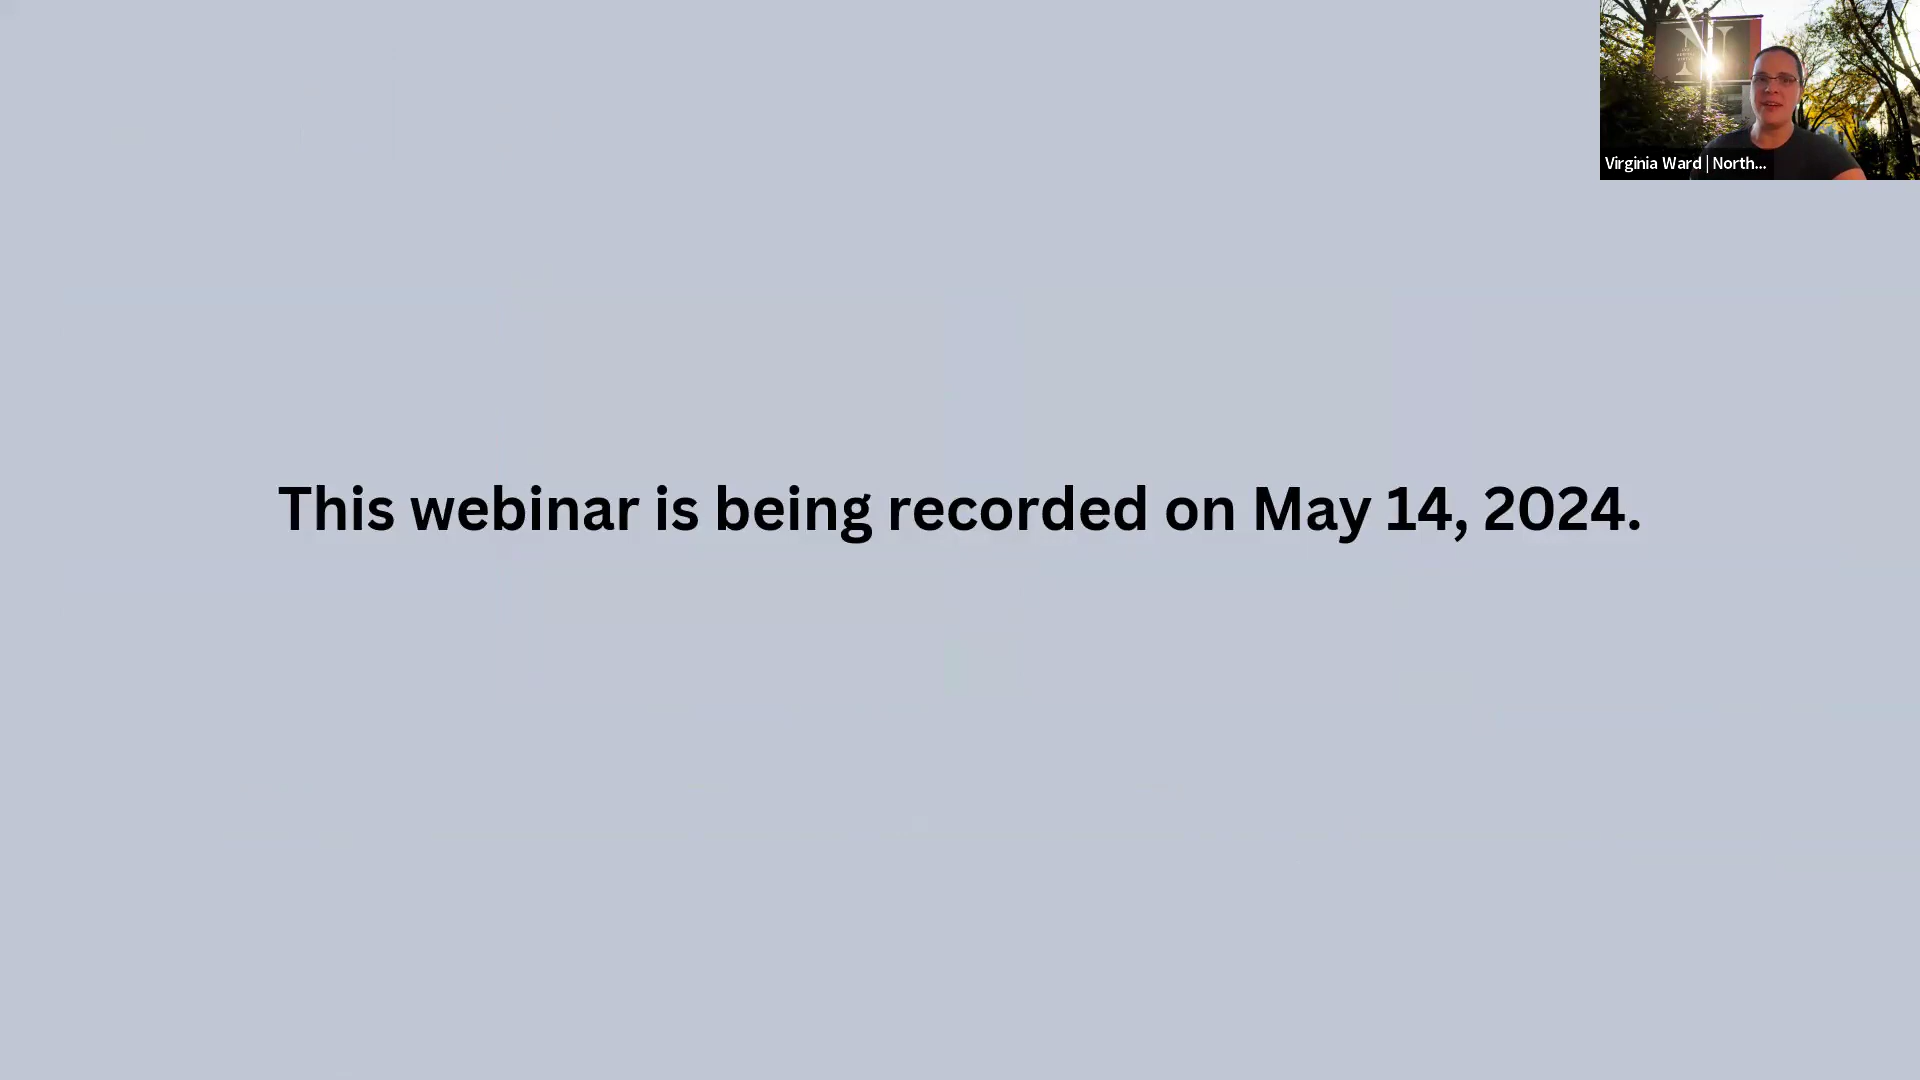 Virginia Ward | North...
This webinar is being recorded on May 14, 2024.